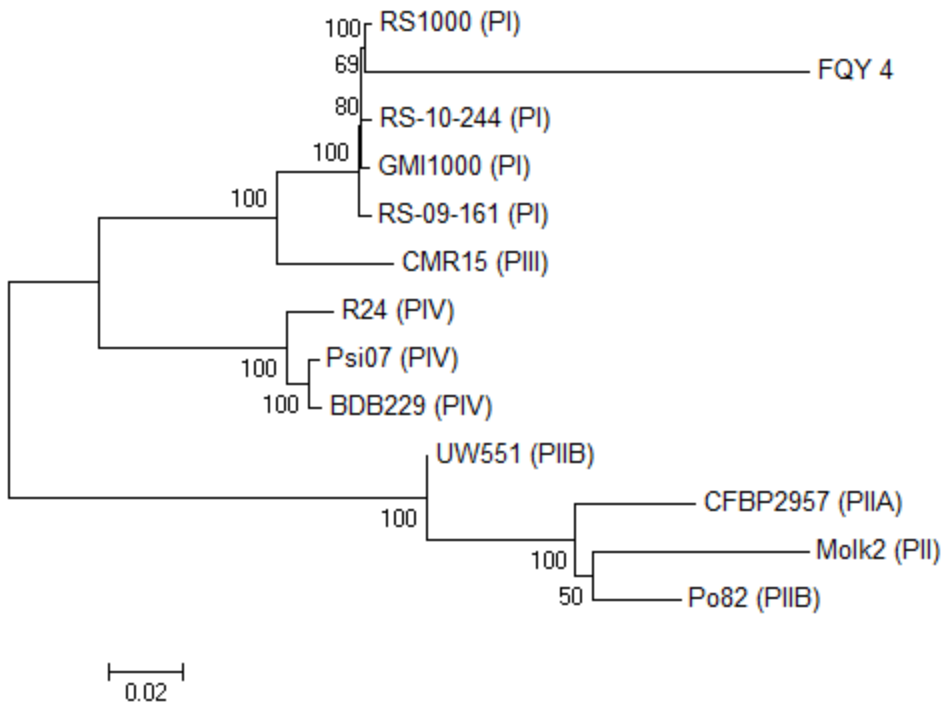 100
RS1000 (PI)
69
FQY 4
80
RS-10-244 (PI)
100
GMI1000 (PI)
100
RS-09-161 (PI)
CMR15 (PIII)
R24 (PIV)
100
Psi07 (PIV)
100
BDB229 (PIV)
UW551 (PIIB)
100
CFBP2957 (PIIA)
100
Molk2 (PII)
50
Po82 (PIIB)
0.02